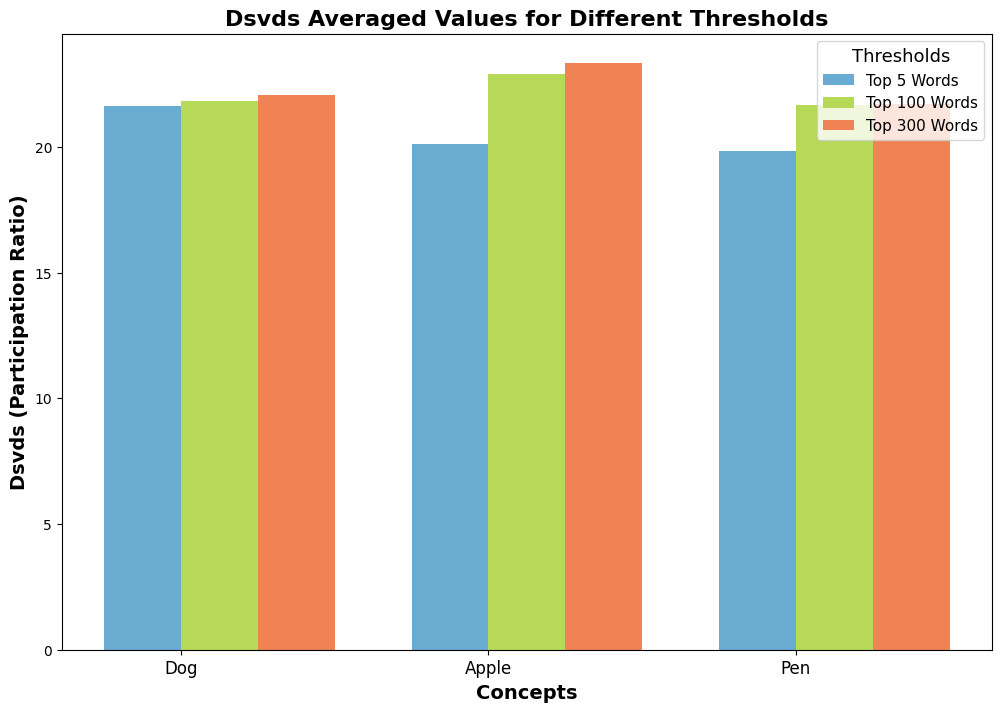 Dsvds Averaged Values for Different Thresholds
Thresholds
Top 5 Words
Top 100 Words
Top 300 Words
Dsvds (Participation Ratio)
20
15
10
5
0
Dog
Apple
Pen
Concepts